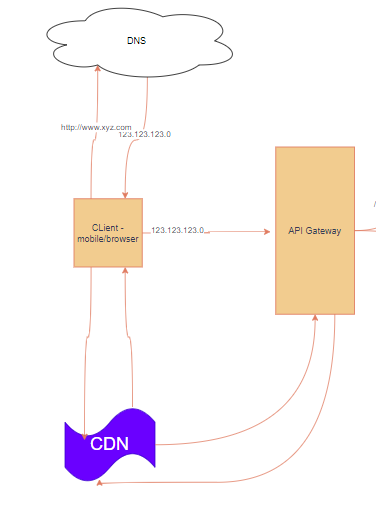 DNS
http://www.xyz.com
123.123.123.0
CLient -
mobile/browser
123.123.123.0
API Gateway
/
CDN